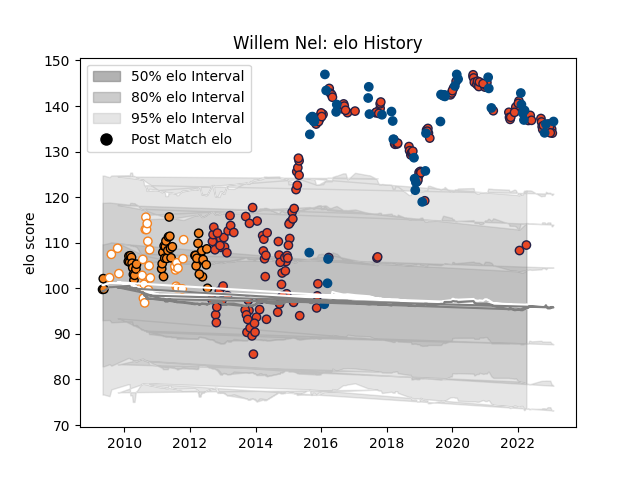 Willem Nel: elo History
150
140
130
120
110
100
90
80
70
elo score
50% elo Interval
80% elo Interval
95% elo Interval
Post Match elo
2010 2012 2014 2016 2018 2020 2022